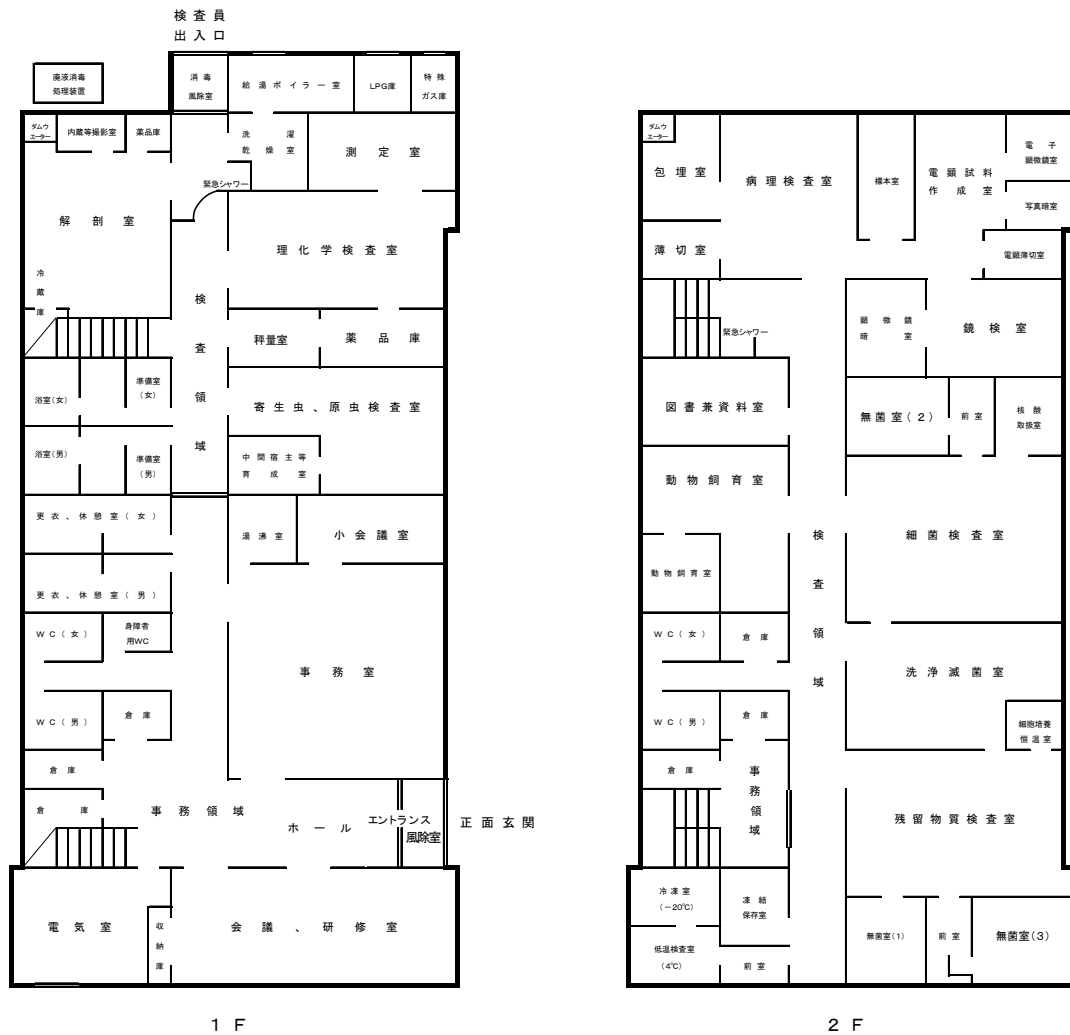 検査員
出入口
廃液消毒
処理装置
消毒
風除室
給湯ボイラー室
LPG庫
特殊
ガス庫
ダムウ
エーター
内蔵等撮影室
薬品庫
洗濯
乾燥室
測定室
緊急シャワー
解剖室
理化学検査室
冷
蔵
庫
検
査
領
域
秤量室
薬品庫
準備室
(女)
浴室(女)
寄生虫、原虫検査室
浴室(男)
準備室
(男)
中間宿主等
育成室
更衣、休憩室(女)
湯沸室
小会議室
更衣、休憩室(男)
WC(女)
身障者
用WC
事務室
WC(男)
倉庫
倉庫
倉庫
事務領域
ホール
エントランス
風除室
正面玄関
電気室
収
納
庫
会議、研修室
1F
ダムウ
エーター
包埋室
病理検査室
標本室
電顕試料
作成室
電子
顕微鏡室
写真暗室
薄切室
電顕薄切室
緊急シャワー
顕微鏡
暗室
鏡検室
図書兼資料室
無菌室(2)
前室
核酸
取扱室
動物飼育室
検
査
領
域
細菌検査室
動物飼育室
WC(女)
倉庫
洗浄滅菌室
WC(男)
倉庫
細胞培養
恒温室
倉庫
事
務
領
域
残留物質検査室
冷凍室
(-20℃)
凍結
保存室
無菌室(1)
前室
無菌室(3)
低温検査室
(4℃)
前室
2F